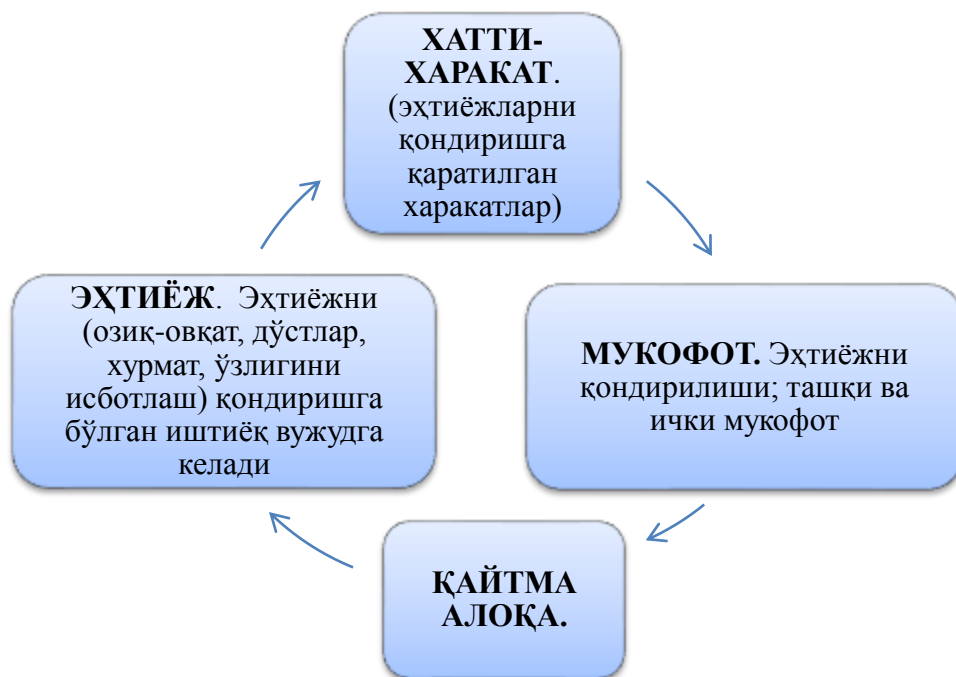 ХАТТИ-
ХАРАКАТ.
(эҳтиёжларни
қондиришга
қаратилган
харакатлар)
ЭҲТИЁЖ. Эҳтиёжни
(озиқ-овқат, дўстлар,
хурмат, ўзлигини
исботлаш) қондиришга
бўлган иштиёқ вужудга
келади
МУКОФОТ. Эҳтиёжни
қондирилиши; ташқи ва
ички мукофот
ҚАЙТМА
АЛОҚА.